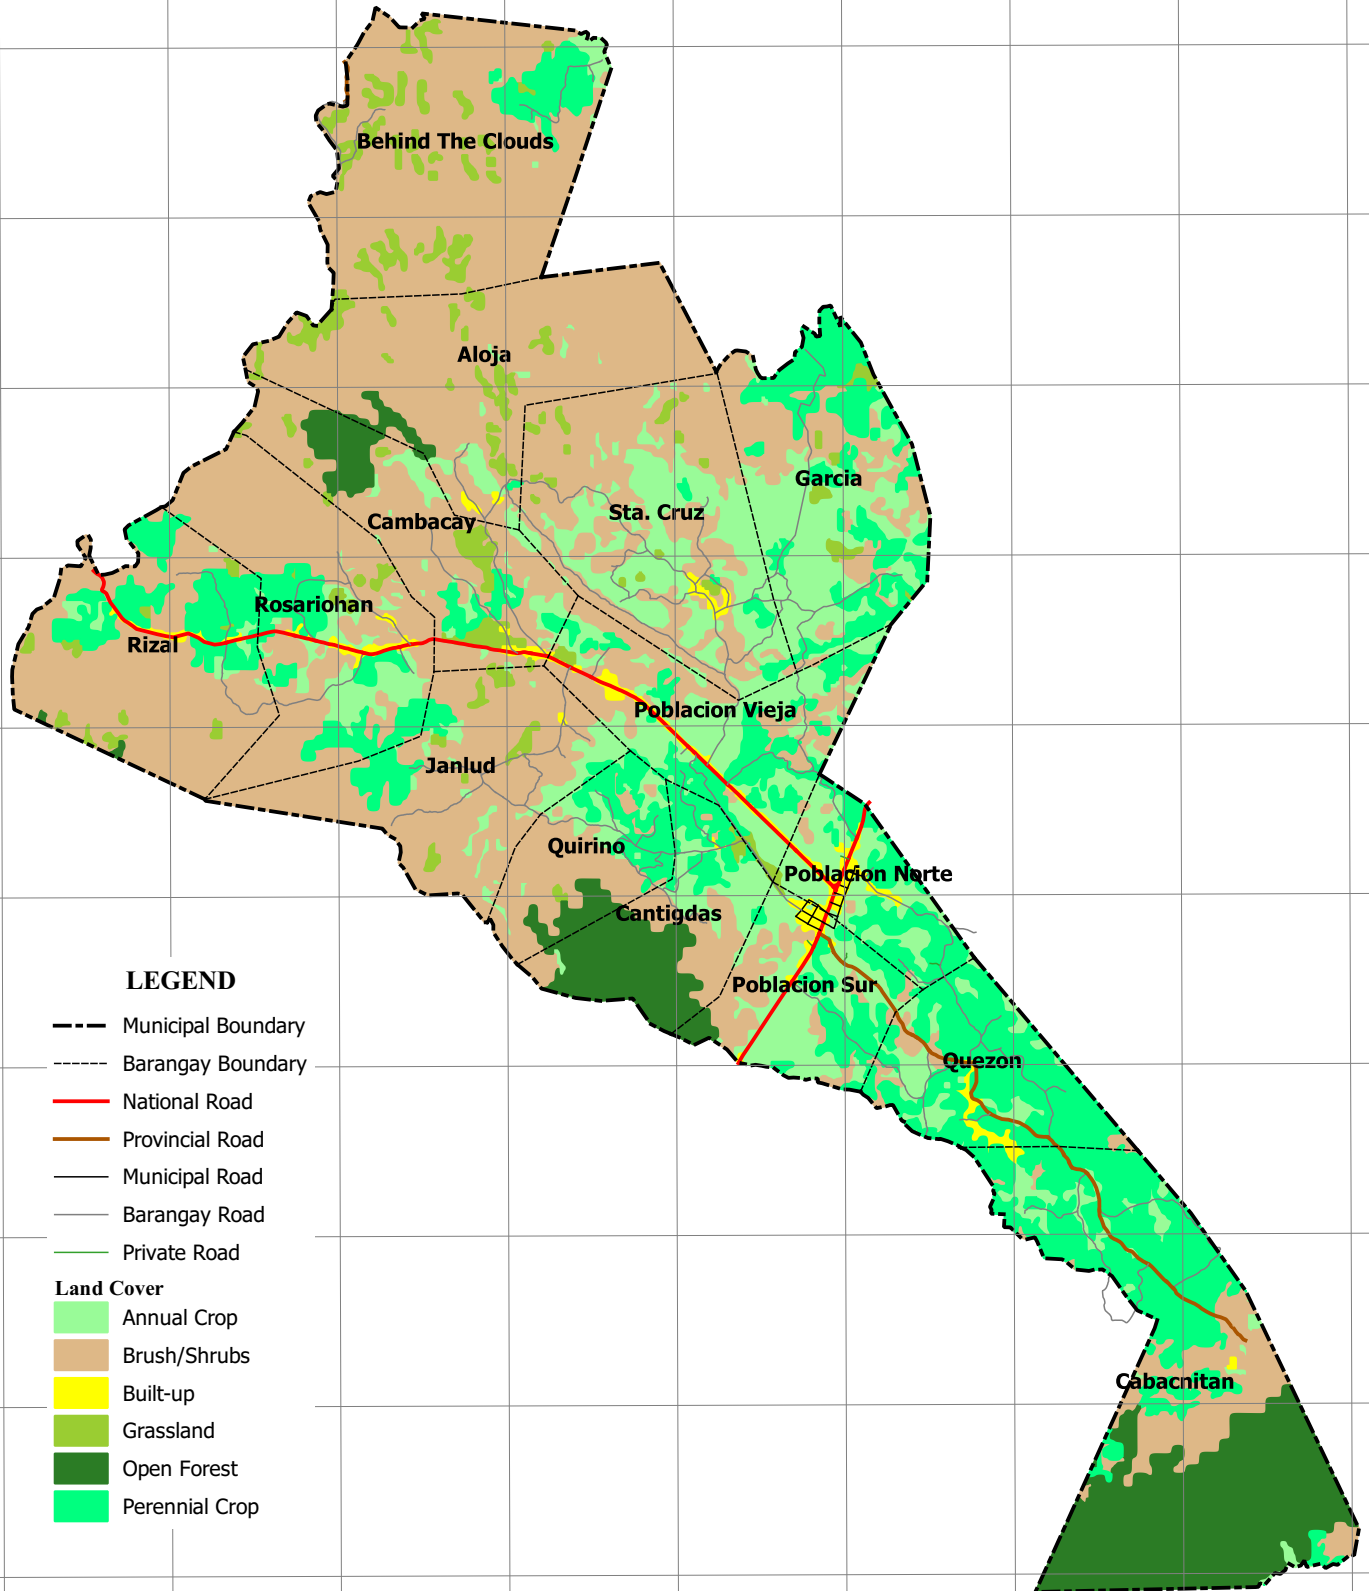 Behind The Clouds
Aloja
Garcia
Sta. Cruz
Cambacay
Rosariohan
Rizal
Poblacion Vieja
Janlud
Quirino
Poblacion Norte
Cantigdas
Poblacion Sur
Quezon
Cabacnitan
LEGEND
Municipal Boundary
Barangay Boundary
National Road
Provincial Road
Municipal Road
Barangay Road
Private Road
Land Cover
Annual Crop
Brush/Shrubs
Built-up
Grassland
Open Forest
Perennial Crop